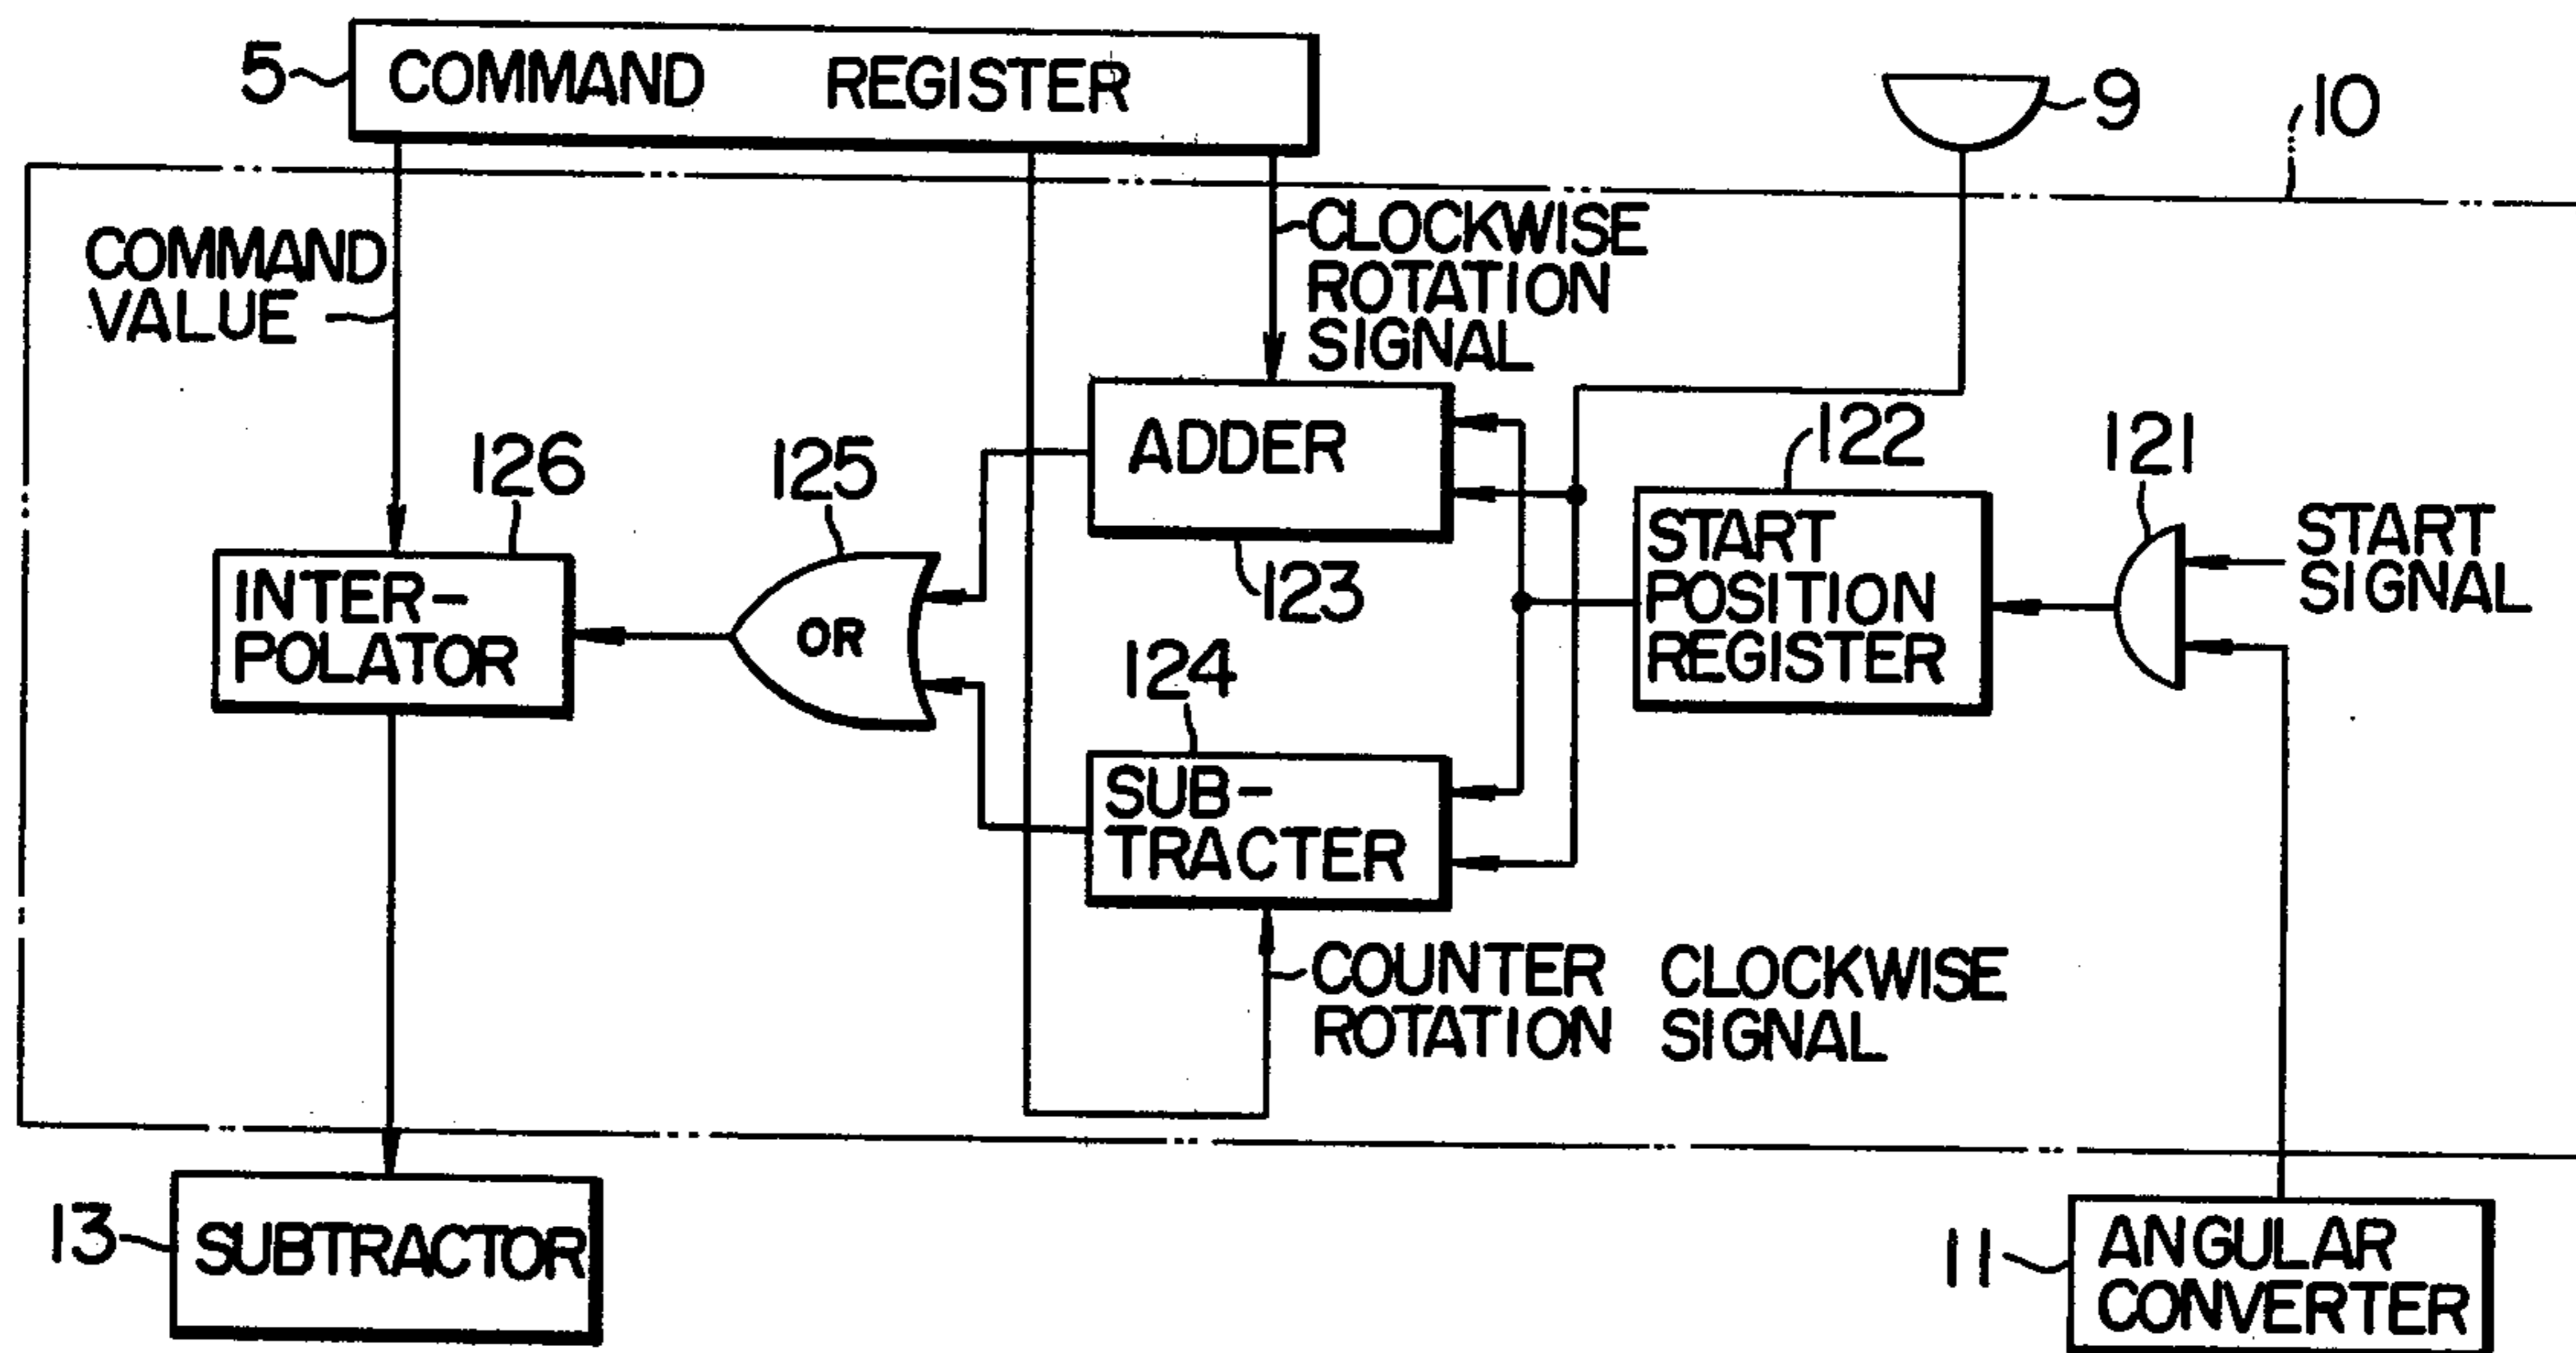 5
COMMAND REGISTER
9
10
COMMAND
VALUE
CLOCKWISE
ROTATION
SIGNAL
126
125
ADDER
122
121
START
SIGNAL
INTER-
POLATOR
OR
123
START
POSITION
REGISTER
124
SUB-
TRACTER
COUNTER CLOCKWISE
ROTATION SIGNAL
13
SUBTRACTOR
11
ANGULAR
CONVERTER